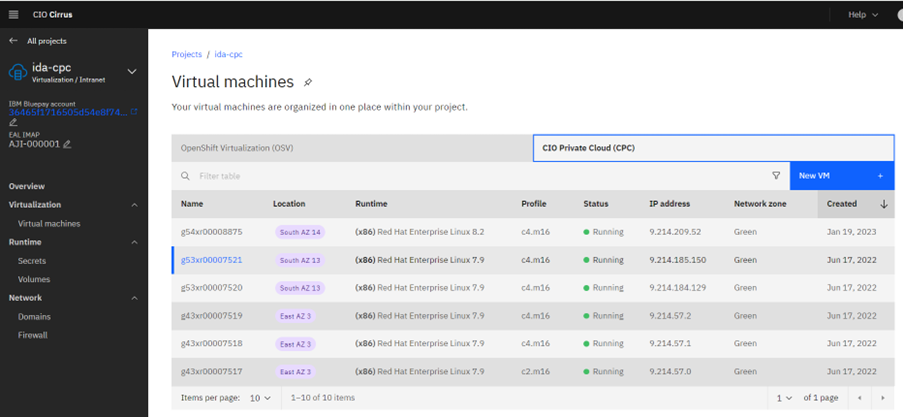 CIO Cirrus
Help
All projects
ida-cpc
Virtualization / Intranet
IBM Bluepay account
36465f1716505d54e8f74...
EAL IMAP
AJI-000001
Overview
Virtualization
Virtual machines
Runtime
Secrets
Volumes
Network
Domains
Firewall
Projects / ida-cpc
Virtual machines
Your virtual machines are organized in one place within your project.
OpenShift Virtualization (OSV) CIO Private Cloud (CPC)
Filter table New VM +
Name Location Runtime Profile Status IP address Network zone Created
g54xr00008875 South AZ 14 (x86) Red Hat Enterprise Linux 8.2 c4.m16 Running 9.214.209.52 Green Jan 19, 2023
g53xr00007521 South AZ 13 (x86) Red Hat Enterprise Linux 7.9 c4.m16 Running 9.214.185.150 Green Jun 17, 2022
g53xr00007520 South AZ 13 (x86) Red Hat Enterprise Linux 7.9 c4.m16 Running 9.214.184.129 Green Jun 17, 2022
g43xr00007519 East AZ 3 (x86) Red Hat Enterprise Linux 7.9 c4.m16 Running 9.214.57.2 Green Jun 17, 2022
g43xr00007518 East AZ 3 (x86) Red Hat Enterprise Linux 7.9 c4.m16 Running 9.214.57.1 Green Jun 17, 2022
g43xr00007517 East AZ 3 (x86) Red Hat Enterprise Linux 7.9 c2.m16 Running 9.214.57.0 Green Jun 17, 2022
Items per page: 10 1–10 of 10 items 1 of 1 page